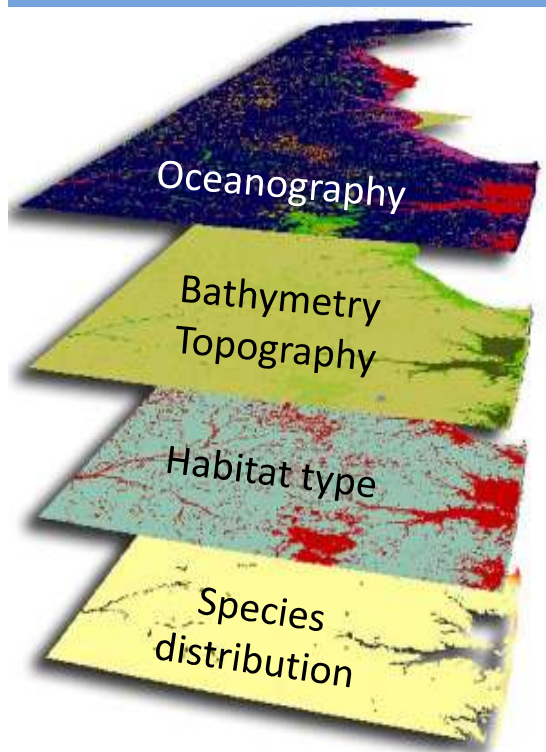 Oceanography
Bathymetry
Topography
Habitat type
Species
distribution